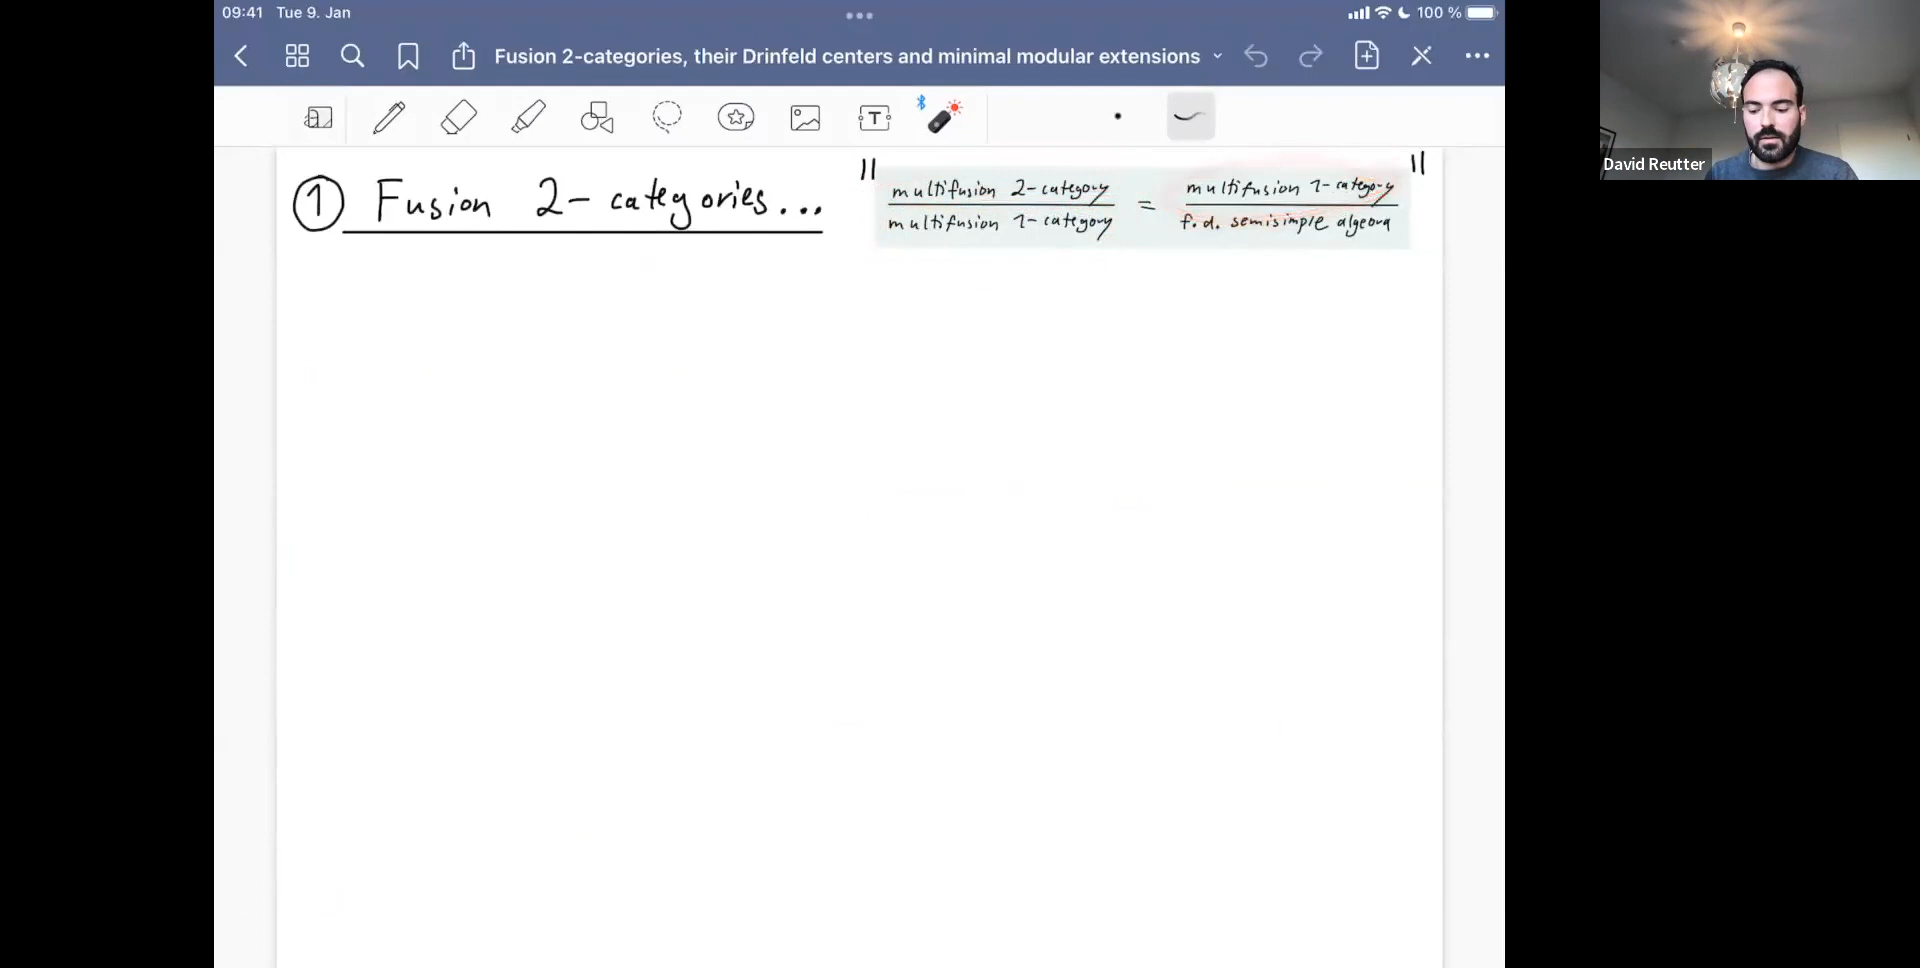 09:41 Tue 9. Jan
100 %
Fusion 2-categories, their Drinfeld centers and minimal modular extensions
T
David Reutter
① Fusion 2-categories...
"multifusion 2-category / multifusion 1-category = multifusion 1-category / f.d. semisimple algebra"